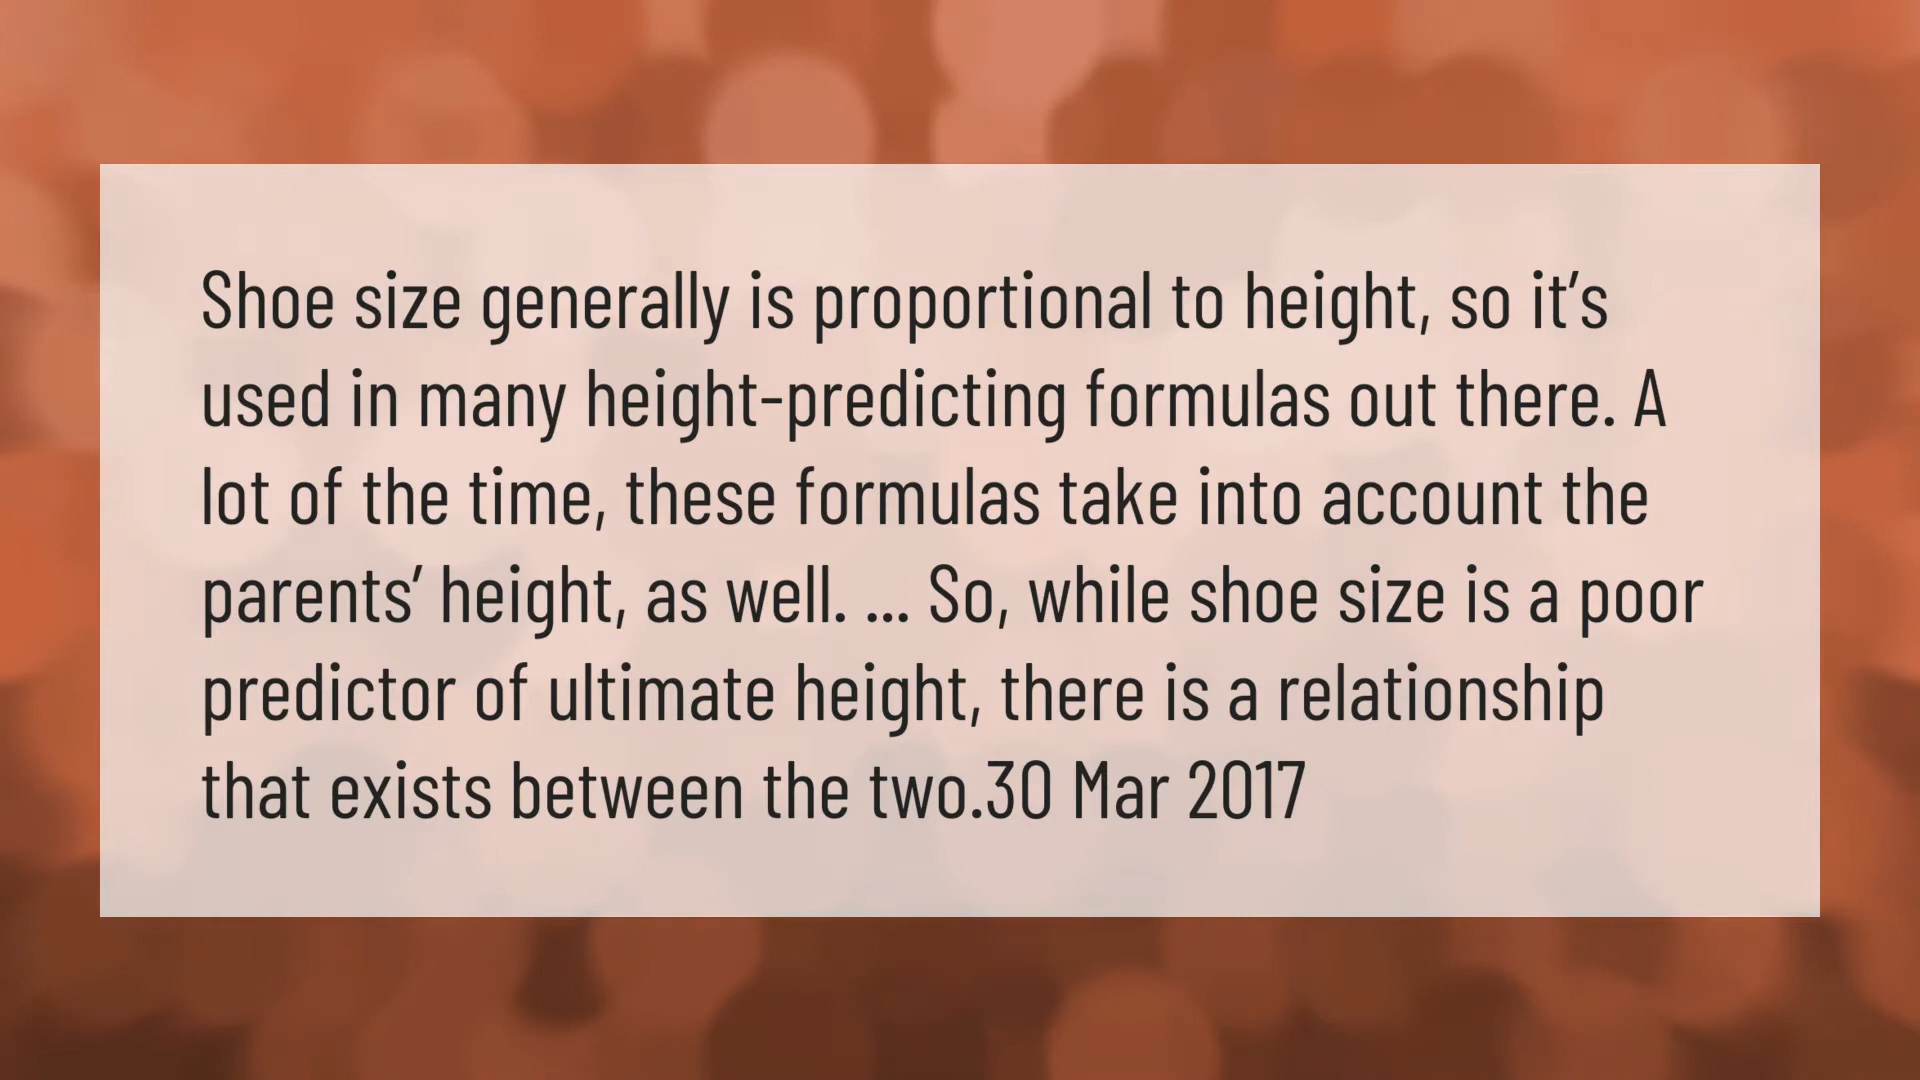 Shoe size generally is proportional to height, so it’s
used in many height-predicting formulas out there. A
lot of the time, these formulas take into account the
parents’ height, as well. ... So, while shoe size is a poor
predictor of ultimate height, there is a relationship
that exists between the two.30 Mar 2017